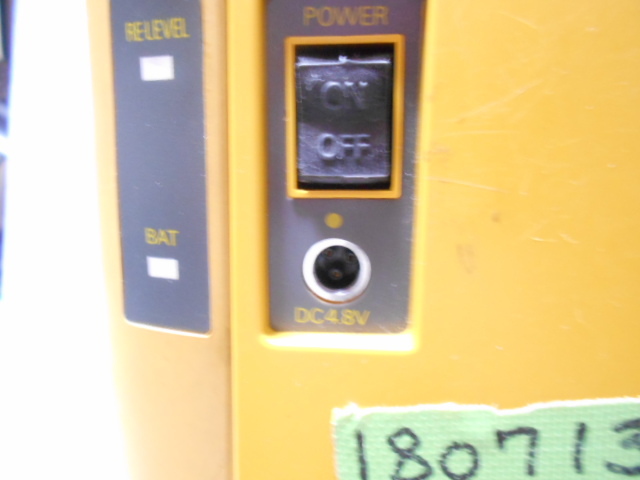 RE-LEVEL
BAT
POWER
ON
OFF
DC4.8V
180713